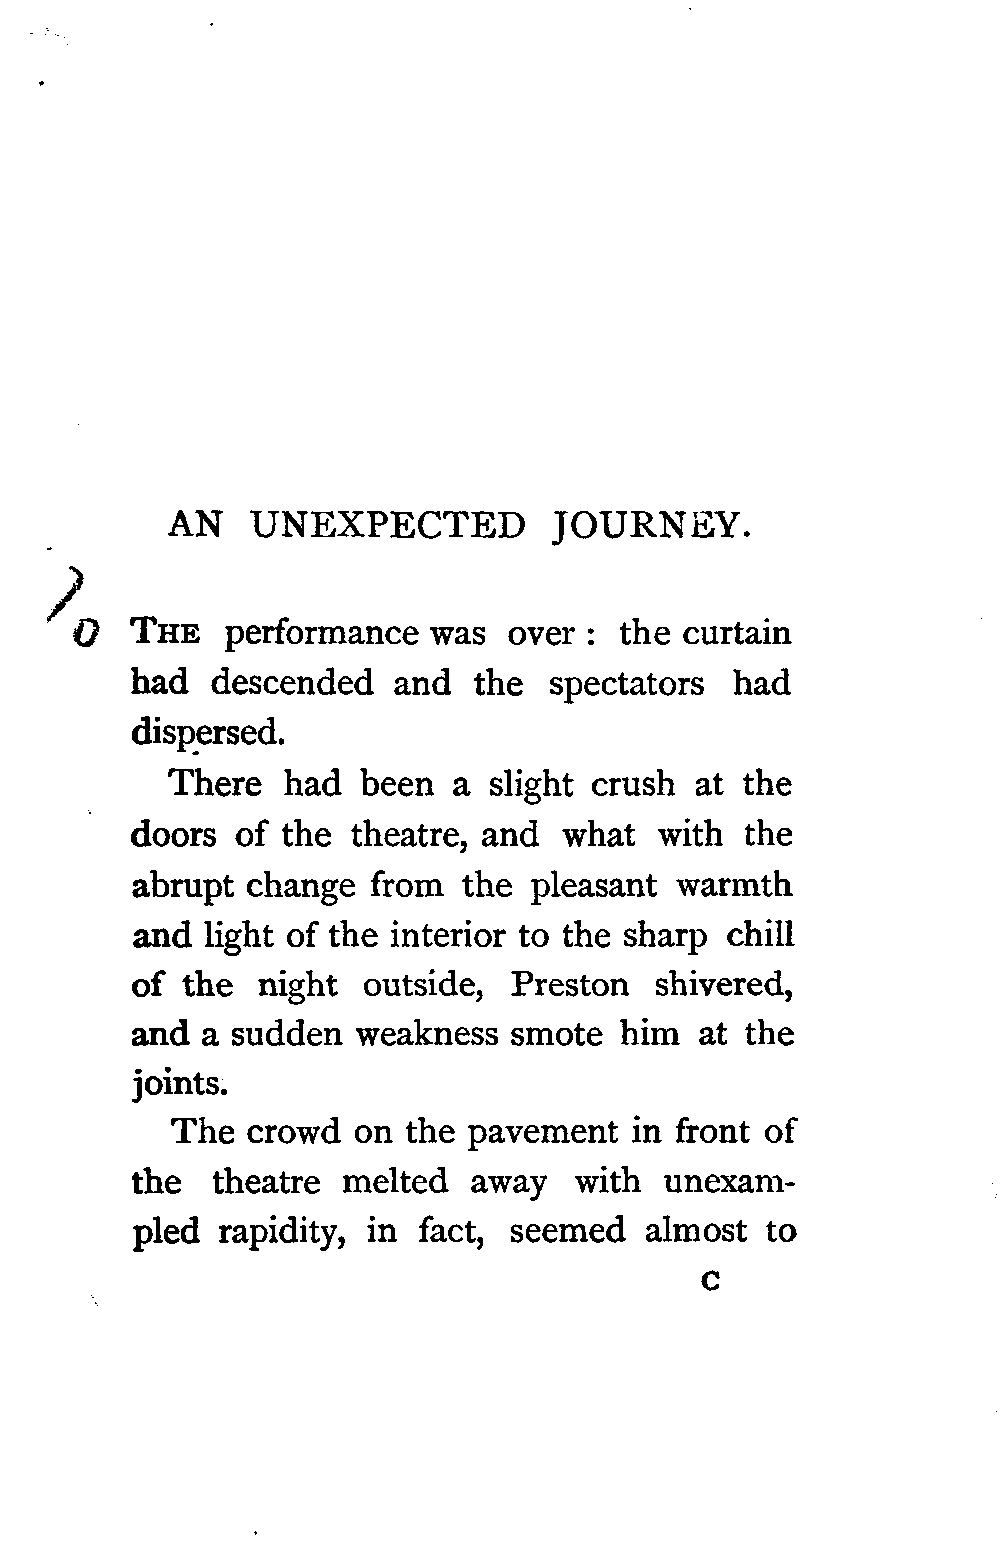 AN UNEXPECTED JOURNEY.
THE performance was over : the curtain
had descended and the spectators had
dispersed.
There had been a slight crush at the
doors of the theatre, and what with the
abrupt change from the pleasant warmth
and light of the interior to the sharp chill
of the night outside, Preston shivered,
and a sudden weakness smote him at the
joints.
The crowd on the pavement in front of
the theatre melted away with unexam-
pled rapidity, in fact, seemed almost to
C